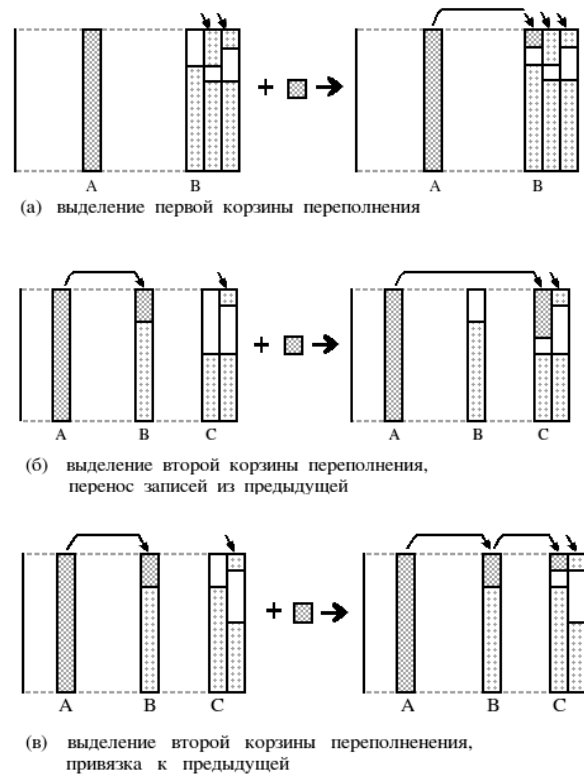 +
A B A B
(а) выделение первой корзины переполнения
+
A B C A B C
(б) выделение второй корзины переполнения,
перенос записей из предыдущей
+
A B C A B C
(в) выделение второй корзины переполненения,
привязка к предыдущей